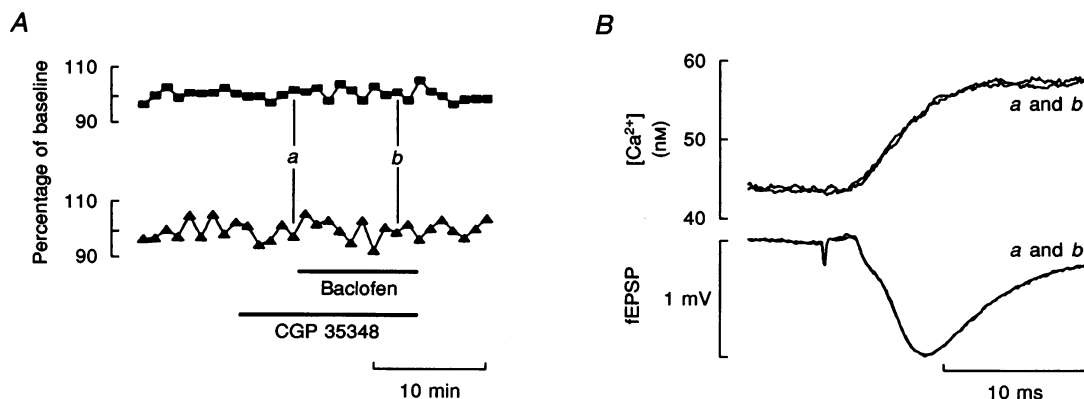 A
Percentage of baseline
110
90
a
b
110
90
Baclofen
CGP 35348
10 min
B
[Ca²⁺]
(nM)
60
50
40
a and b
fEPSP
1 mV
a and b
10 ms